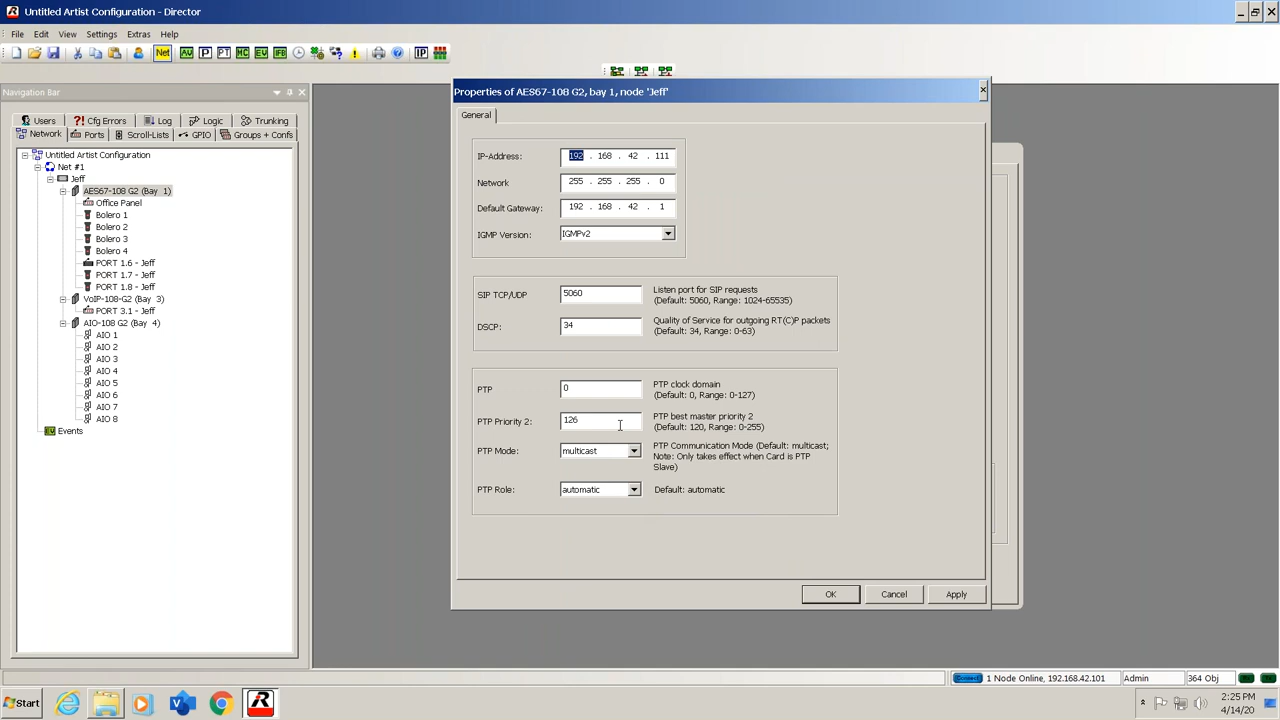 Untitled Artist Configuration - Director
File Edit View Settings Extras Help
Net AV P PT MC EV IFB IP
Navigation Bar
Users Cfg Errors Log Logic Trunking
Network Ports Scroll-Lists GPIO Groups + Confs
Untitled Artist Configuration
Net #1
Jeff
AES67-108 G2 (Bay 1)
Office Panel
Bolero 1
Bolero 2
Bolero 3
Bolero 4
PORT 1.6 - Jeff
PORT 1.7 - Jeff
PORT 1.8 - Jeff
VoIP-108-G2 (Bay 3)
PORT 3.1 - Jeff
AIO-108 G2 (Bay 4)
AIO 1
AIO 2
AIO 3
AIO 4
AIO 5
AIO 6
AIO 7
AIO 8
EV Events
Properties of AES67-108 G2, bay 1, node 'Jeff'
General
IP-Address: 192 . 168 . 42 . 111
Network 255 . 255 . 255 . 0
Default Gateway: 192 . 168 . 42 . 1
IGMP Version: IGMPv2
SIP TCP/UDP 5060 Listen port for SIP requests
(Default: 5060, Range: 1024-65535)
DSCP: 34 Quality of Service for outgoing RT(C)P packets
(Default: 34, Range: 0-63)
PTP 0 PTP clock domain
(Default: 0, Range: 0-127)
PTP Priority 2: 126 PTP best master priority 2
(Default: 120, Range: 0-255)
PTP Mode: multicast PTP Communication Mode (Default: multicast;
Note: Only takes effect when Card is PTP
Slave)
PTP Role: automatic Default: automatic
OK Cancel Apply
1 Node Online, 192.168.42.101 Admin 364 Obj
Start
2:25 PM
4/14/20